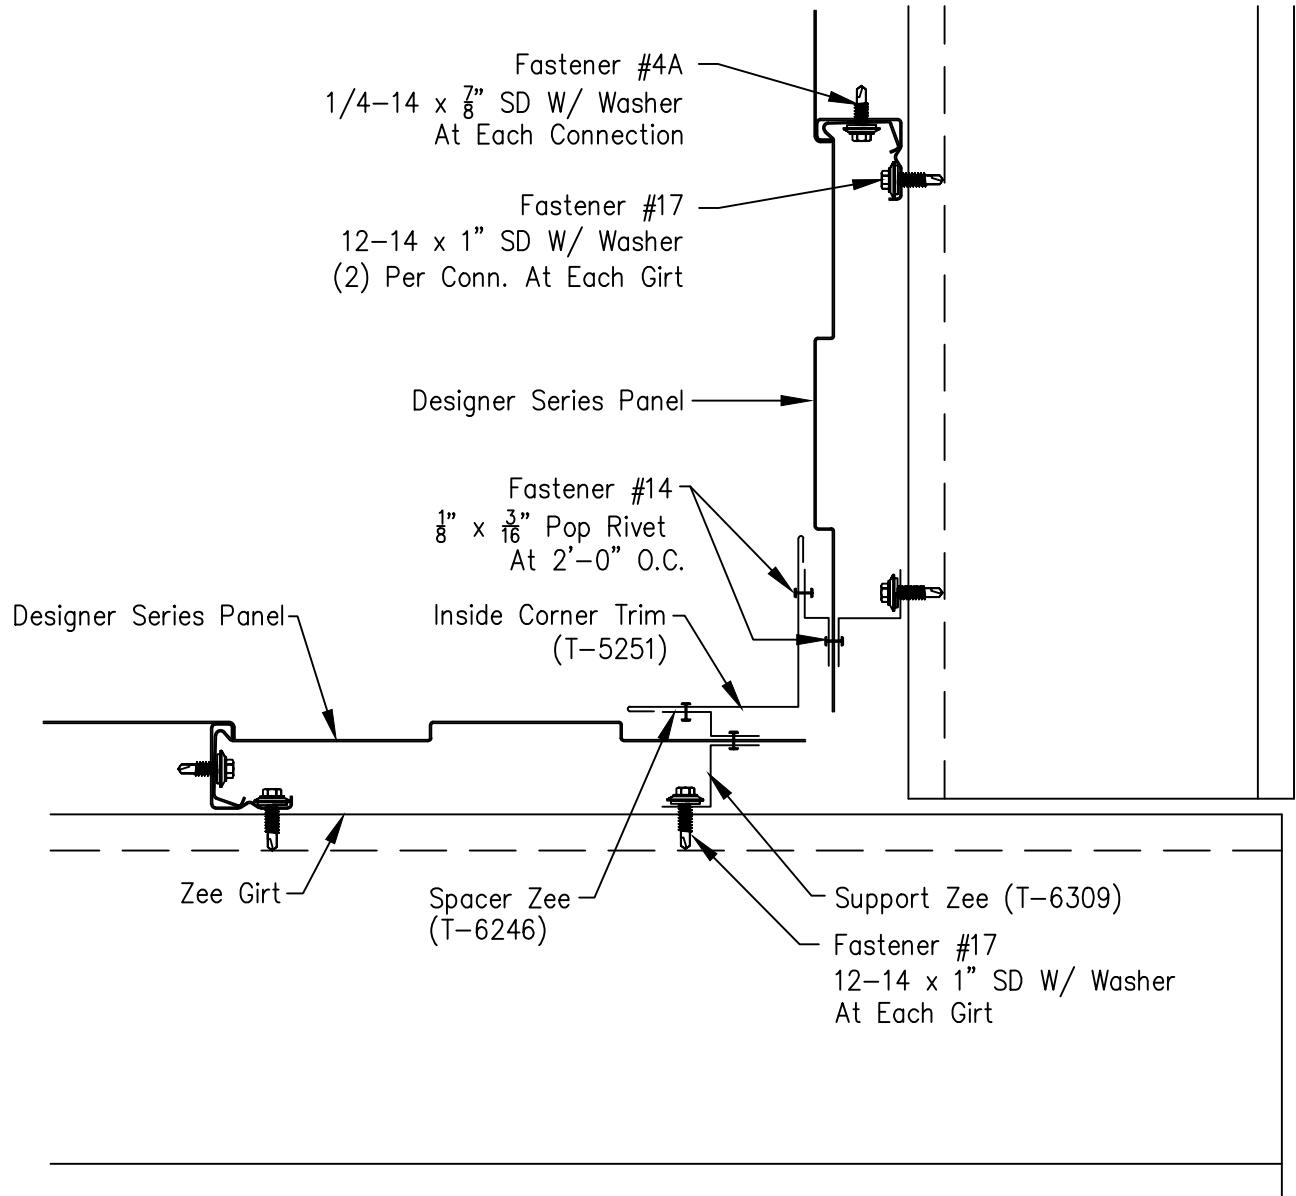 Fastener #4A
1/4-14 x 7/8" SD W/ Washer
At Each Connection
Fastener #17
12-14 x 1" SD W/ Washer
(2) Per Conn. At Each Girt
Designer Series Panel
Fastener #14
1/8" x 3/16" Pop Rivet
At 2'-0" O.C.
Designer Series Panel
Inside Corner Trim
(T-5251)
Zee Girt
Spacer Zee
(T-6246)
Support Zee (T-6309)
Fastener #17
12-14 x 1" SD W/ Washer
At Each Girt